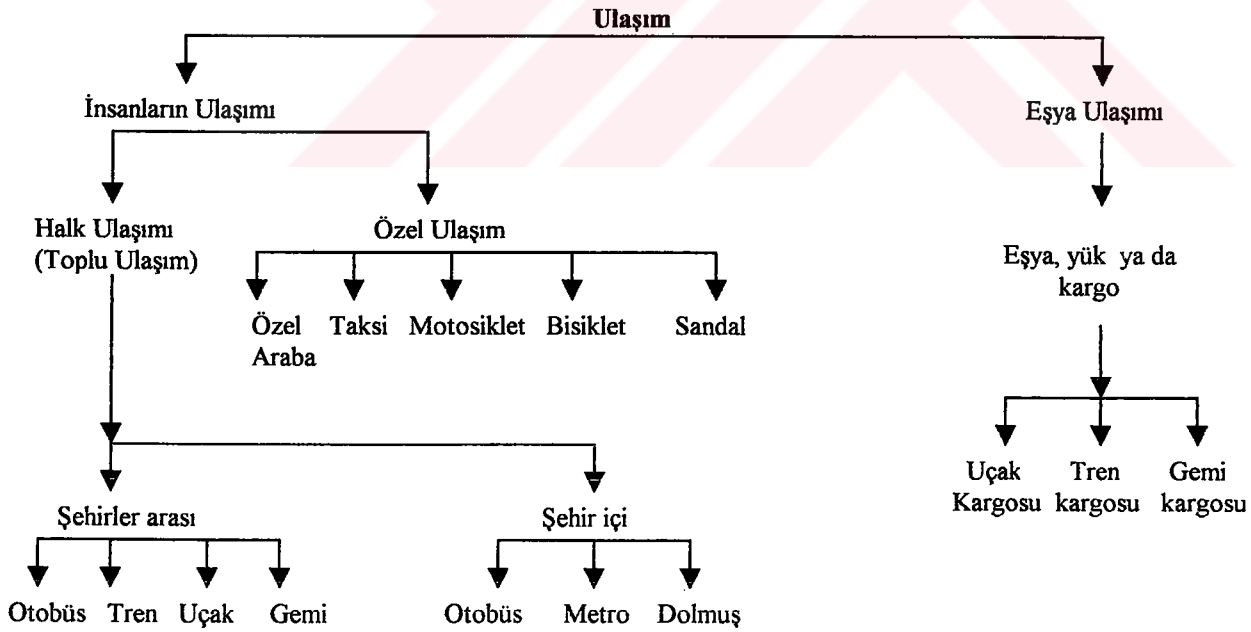 Ulaşım
İnsanların Ulaşımı
Eşya Ulaşımı
Halk Ulaşımı
(Toplu Ulaşım)
Özel Ulaşım
Eşya, yük ya da
kargo
Özel
Araba
Taksi
Motosiklet
Bisiklet
Sandal
Uçak
Kargosu
Tren
kargosu
Gemi
kargosu
Şehirler arası
Şehir içi
Otobüs
Tren
Uçak
Gemi
Otobüs
Metro
Dolmuş